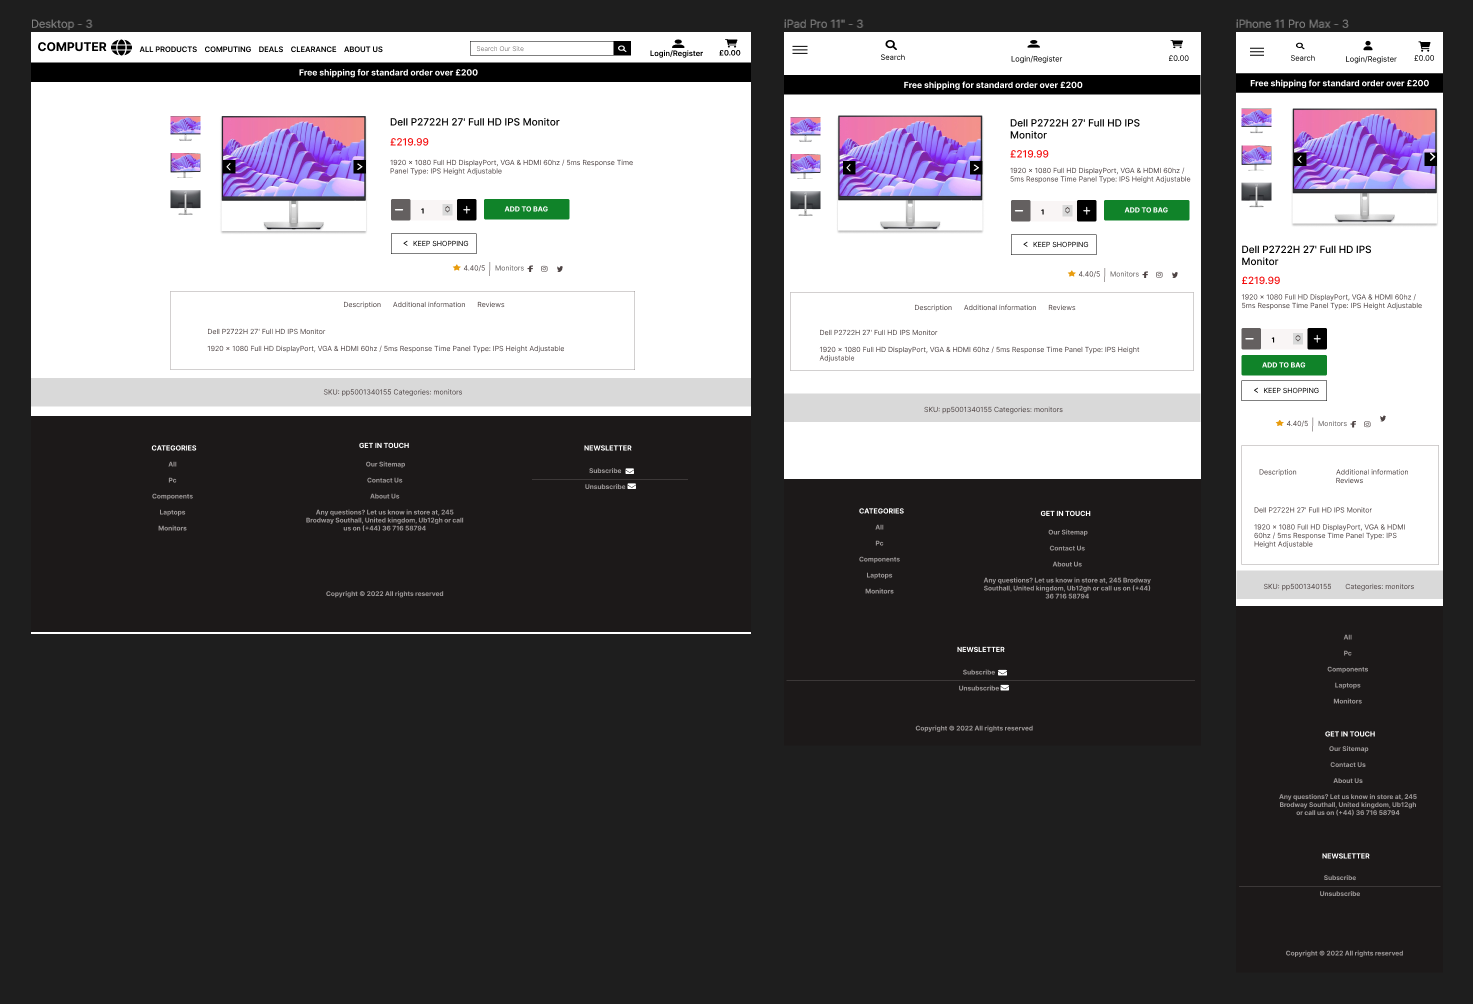 Desktop - 3
COMPUTER
ALL PRODUCTS COMPUTING DEALS CLEARANCE ABOUT US
Search Our Site
Login/Register
£0.00
Free shipping for standard order over £200
Dell P2722H 27' Full HD IPS Monitor
£219.99
1920 x 1080 Full HD DisplayPort, VGA & HDMI 60hz / 5ms Response Time
Panel Type: IPS Height Adjustable
1
ADD TO BAG
< KEEP SHOPPING
4.40/5 Monitors
Description Additional information Reviews
Dell P2722H 27' Full HD IPS Monitor
1920 x 1080 Full HD DisplayPort, VGA & HDMI 60hz / 5ms Response Time Panel Type: IPS Height Adjustable
SKU: pp5001340155 Categories: monitors
CATEGORIES
All
Pc
Components
Laptops
Monitors
GET IN TOUCH
Our Sitemap
Contact Us
About Us
Any questions? Let us know in store at, 245
Brodway Southall, United kingdom, Ub12gh or call
us on (+44) 36 716 58794
NEWSLETTER
Subscribe
Unsubscribe
Copyright © 2022 All rights reserved
iPad Pro 11" - 3
Search
Login/Register
£0.00
Free shipping for standard order over £200
Dell P2722H 27' Full HD IPS
Monitor
£219.99
1920 x 1080 Full HD DisplayPort, VGA & HDMI 60hz /
5ms Response Time Panel Type: IPS Height Adjustable
1
ADD TO BAG
< KEEP SHOPPING
4.40/5 Monitors
Description Additional information Reviews
Dell P2722H 27' Full HD IPS Monitor
1920 x 1080 Full HD DisplayPort, VGA & HDMI 60hz / 5ms Response Time Panel Type: IPS Height
Adjustable
SKU: pp5001340155 Categories: monitors
CATEGORIES
All
Pc
Components
Laptops
Monitors
GET IN TOUCH
Our Sitemap
Contact Us
About Us
Any questions? Let us know in store at, 245 Brodway
Southall, United kingdom, Ub12gh or call us on (+44)
36 716 58794
NEWSLETTER
Subscribe
Unsubscribe
Copyright © 2022 All rights reserved
iPhone 11 Pro Max - 3
Search
Login/Register
£0.00
Free shipping for standard order over £200
Dell P2722H 27' Full HD IPS
Monitor
£219.99
1920 x 1080 Full HD DisplayPort, VGA & HDMI 60hz /
5ms Response Time Panel Type: IPS Height Adjustable
1
ADD TO BAG
< KEEP SHOPPING
4.40/5 Monitors
Description Additional information
Reviews
Dell P2722H 27' Full HD IPS Monitor
1920 x 1080 Full HD DisplayPort, VGA & HDMI
60hz / 5ms Response Time Panel Type: IPS
Height Adjustable
SKU: pp5001340155 Categories: monitors
All
Pc
Components
Laptops
Monitors
GET IN TOUCH
Our Sitemap
Contact Us
About Us
Any questions? Let us know in store at, 245
Brodway Southall, United kingdom, Ub12gh
or call us on (+44) 36 716 58794
NEWSLETTER
Subscribe
Unsubscribe
Copyright © 2022 All rights reserved